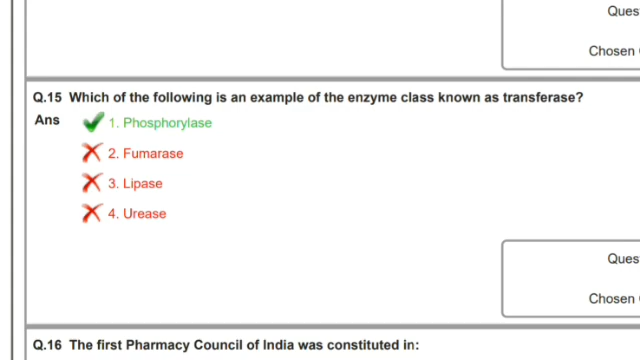 Ques
Chosen
Q.15 Which of the following is an example of the enzyme class known as transferase?
Ans 1. Phosphorylase
2. Fumarase
3. Lipase
4. Urease
Ques
Chosen
Q.16 The first Pharmacy Council of India was constituted in: